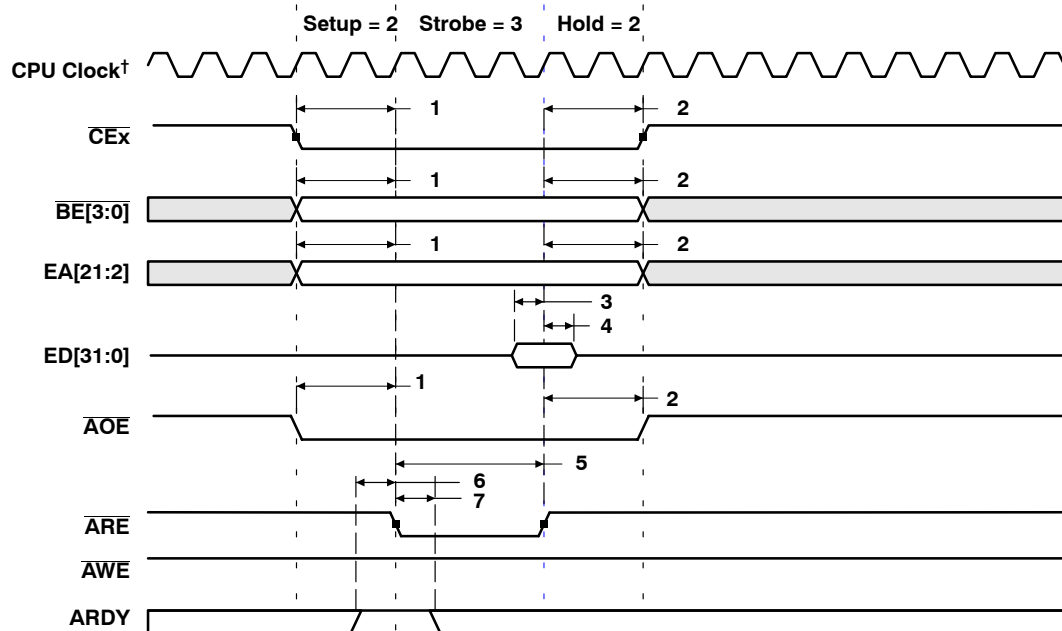 Setup = 2 Strobe = 3 Hold = 2
CPU Clock†
1 2
CEx
1 2
BE[3:0]
1 2
EA[21:2]
3
4
ED[31:0]
1
2
AOE
5
6
7
ARE
AWE
ARDY